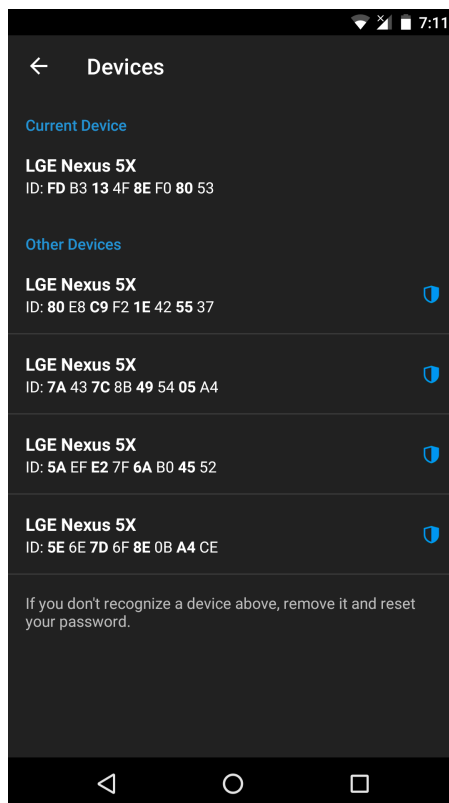 7:11
Devices
Current Device
LGE Nexus 5X
ID: FD B3 13 4F 8E F0 80 53
Other Devices
LGE Nexus 5X
ID: 80 E8 C9 F2 1E 42 55 37
LGE Nexus 5X
ID: 7A 43 7C 8B 49 54 05 A4
LGE Nexus 5X
ID: 5A EF E2 7F 6A B0 45 52
LGE Nexus 5X
ID: 5E 6E 7D 6F 8E 0B A4 CE
If you don't recognize a device above, remove it and reset
your password.